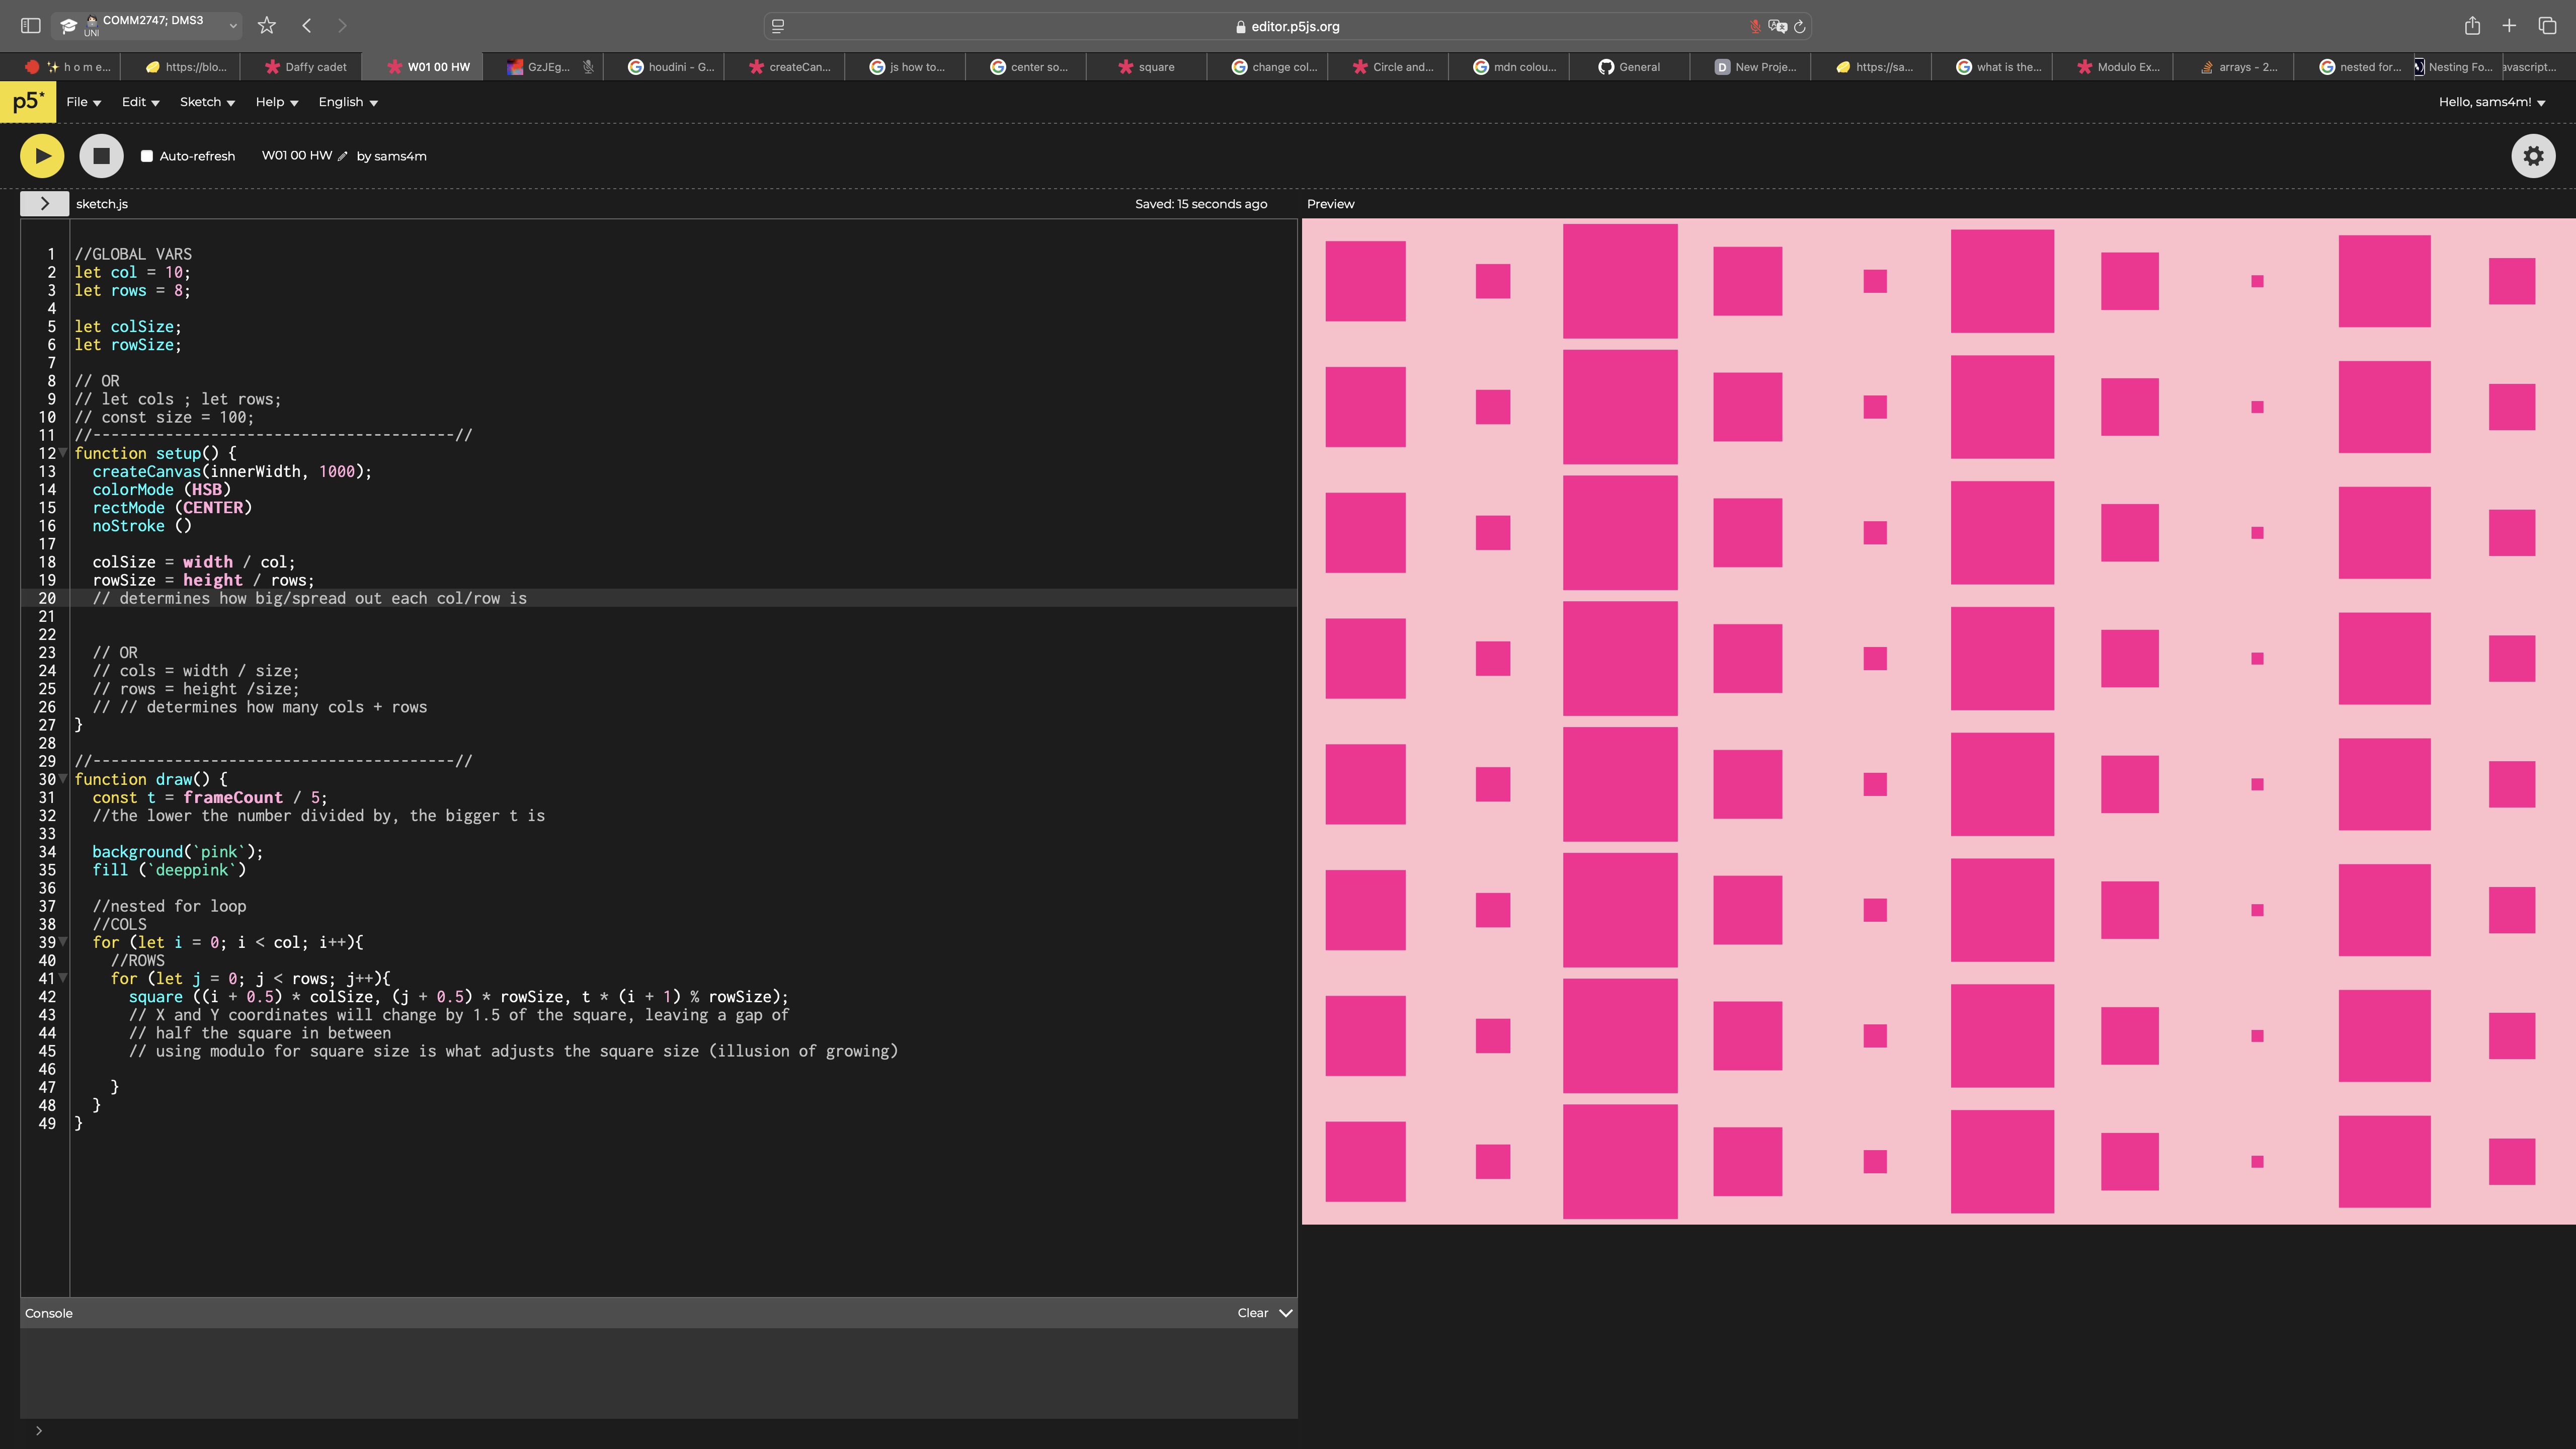 COMM2747; DMS3
UNI
editor.p5js.org
✨ h o m e...
https://blo...
Daffy cadet
W01 00 HW
GzJEg...
houdini - G...
createCan...
js how to...
center so...
square
change col...
Circle and...
mdn colou...
General
New Proje...
https://sa...
what is the...
Modulo Ex...
arrays - 2...
nested for...
Nesting Fo...
avascript...
p5* File Edit Sketch Help English Hello, sams4m!
Auto-refresh W01 00 HW by sams4m
> sketch.js Saved: 15 seconds ago Preview
1 //GLOBAL VARS
2 let col = 10;
3 let rows = 8;
4
5 let colSize;
6 let rowSize;
7
8 // OR
9 // let cols ; let rows;
10 // const size = 100;
11 //----------------------------------------//
12 function setup() {
13 createCanvas(innerWidth, 1000);
14 colorMode (HSB)
15 rectMode (CENTER)
16 noStroke ()
17
18 colSize = width / col;
19 rowSize = height / rows;
20 // determines how big/spread out each col/row is
21
22
23 // OR
24 // cols = width / size;
25 // rows = height /size;
26 // // determines how many cols + rows
27 }
28
29 //----------------------------------------//
30 function draw() {
31 const t = frameCount / 5;
32 //the lower the number divided by, the bigger t is
33
34 background(`pink`);
35 fill (`deeppink`)
36
37 //nested for loop
38 //COLS
39 for (let i = 0; i < col; i++){
40 //ROWS
41 for (let j = 0; j < rows; j++){
42 square ((i + 0.5) * colSize, (j + 0.5) * rowSize, t * (i + 1) % rowSize);
43 // X and Y coordinates will change by 1.5 of the square, leaving a gap of
44 // half the square in between
45 // using modulo for square size is what adjusts the square size (illusion of growing)
46
47 }
48 }
49 }
Console Clear
>